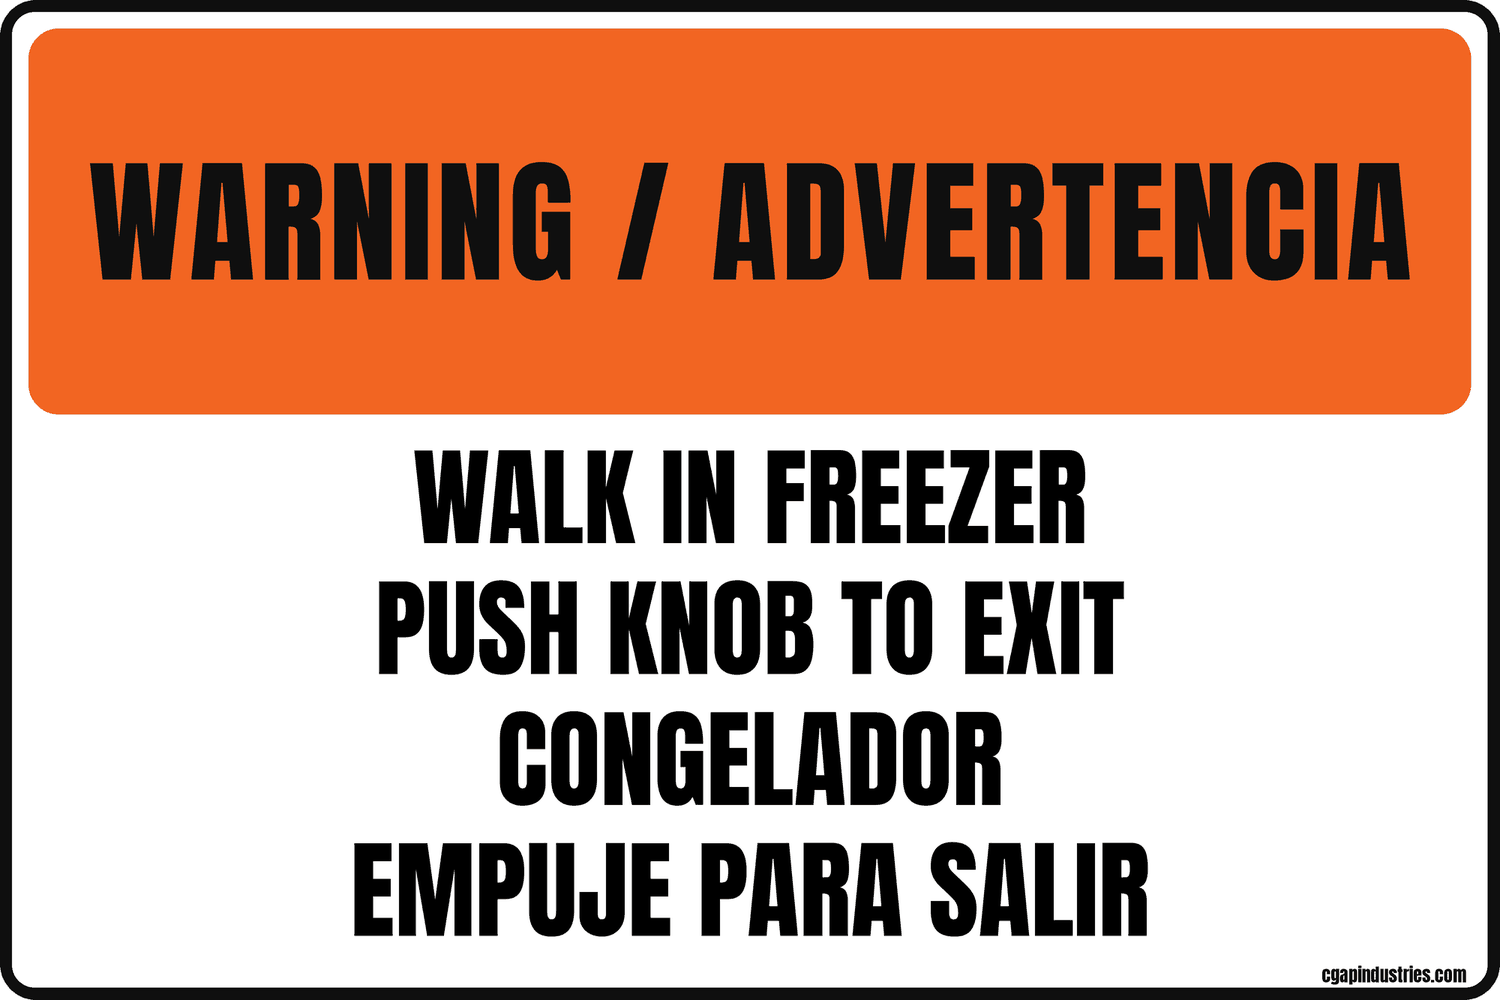 WARNING / ADVERTENCIA
WALK IN FREEZER
PUSH KNOB TO EXIT
CONGELADOR
EMPUJE PARA SALIR
cgapindustries.com